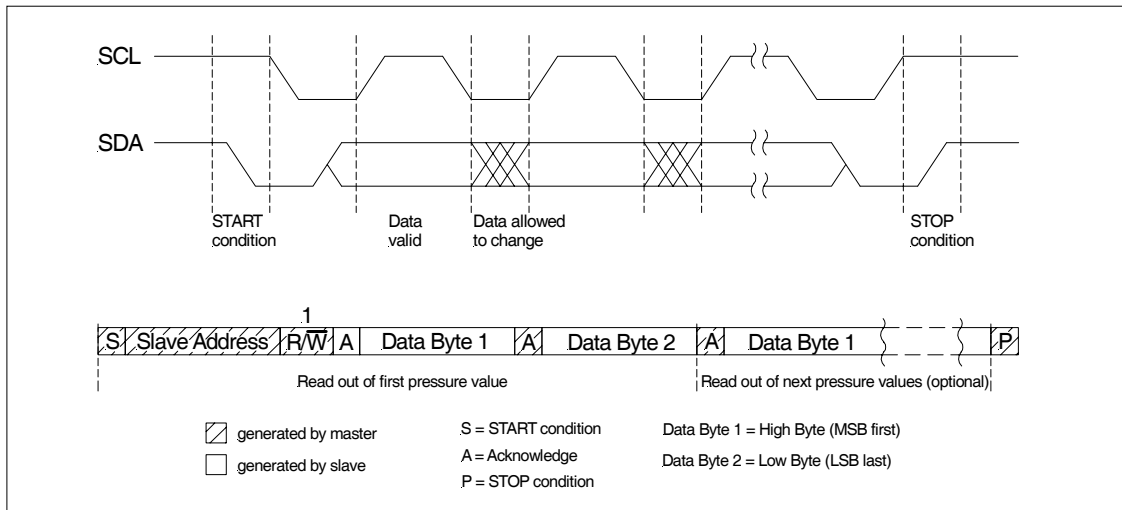 SCL
SDA
START
condition
Data
valid
Data allowed
to change
STOP
condition
1
S Slave Address R/W̅ A Data Byte 1 A Data Byte 2 A Data Byte 1 P
Read out of first pressure value
Read out of next pressure values (optional)
generated by master
generated by slave
S = START condition
A = Acknowledge
P = STOP condition
Data Byte 1 = High Byte (MSB first)
Data Byte 2 = Low Byte (LSB last)